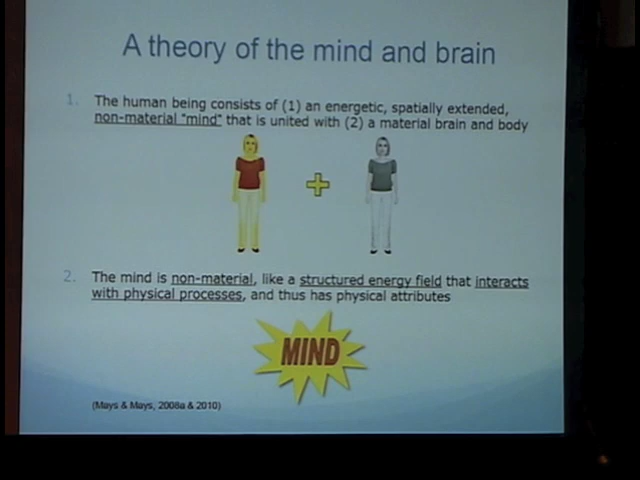 A theory of the mind and brain
1. The human being consists of (1) an energetic, spatially extended,
non-material "mind" that is united with (2) a material brain and body
2. The mind is non-material, like a structured energy field that interacts
with physical processes, and thus has physical attributes
MIND
(Mays & Mays, 2008a & 2010)